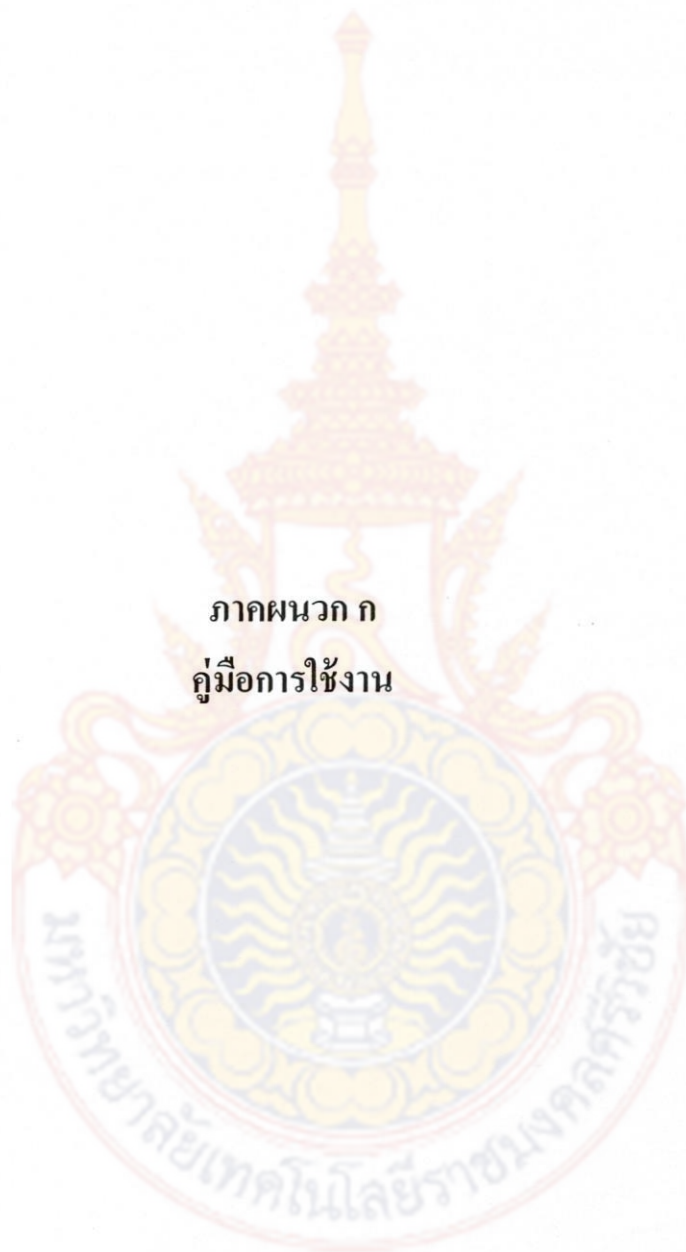 ภาคผนวก ก
คู่มือการใช้งาน
มหาวิทยาลัยเทคโนโลยีราชมงคลศรีวิชัย